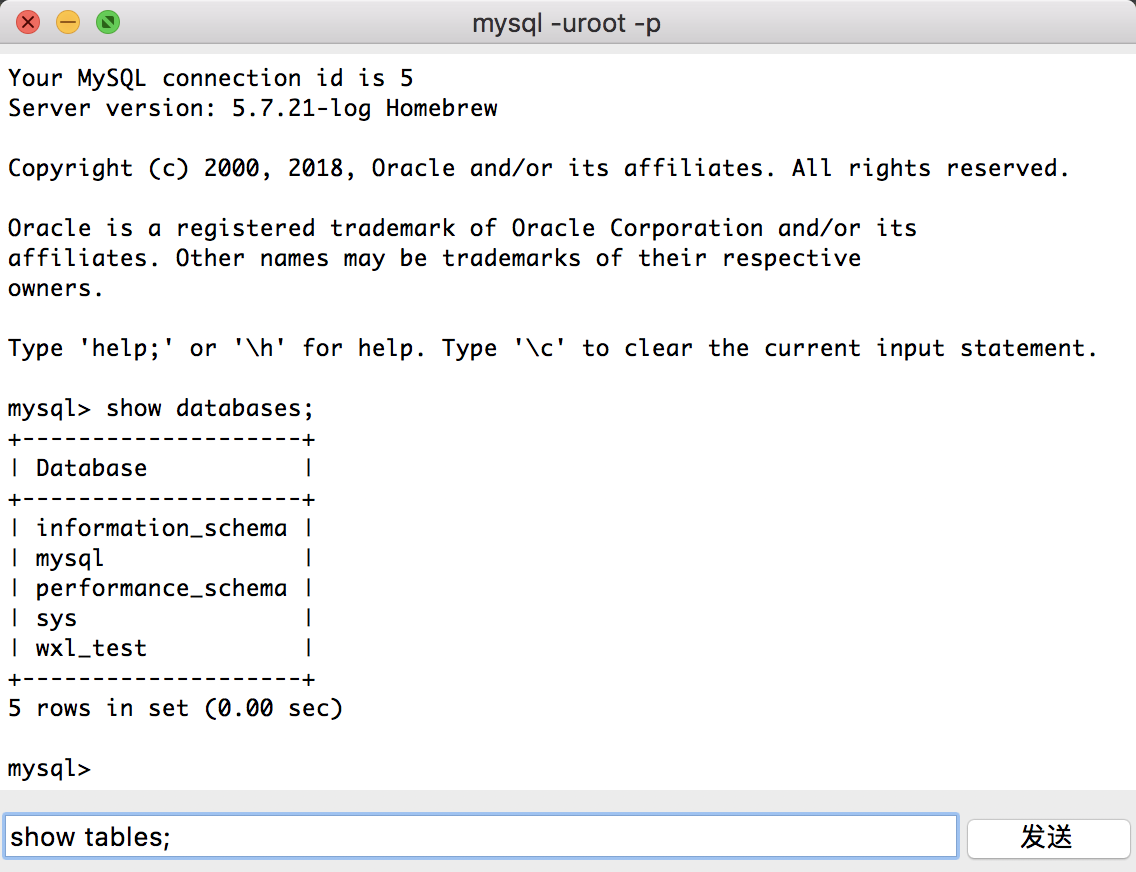 mysql -uroot -p
Your MySQL connection id is 5
Server version: 5.7.21-log Homebrew
Copyright (c) 2000, 2018, Oracle and/or its affiliates. All rights reserved.
Oracle is a registered trademark of Oracle Corporation and/or its
affiliates. Other names may be trademarks of their respective
owners.
Type 'help;' or '\h' for help. Type '\c' to clear the current input statement.
mysql> show databases;
+--------------------+
| Database           |
+--------------------+
| information_schema |
| mysql              |
| performance_schema |
| sys                |
| wxl_test           |
+--------------------+
5 rows in set (0.00 sec)
mysql>
show tables;
发送